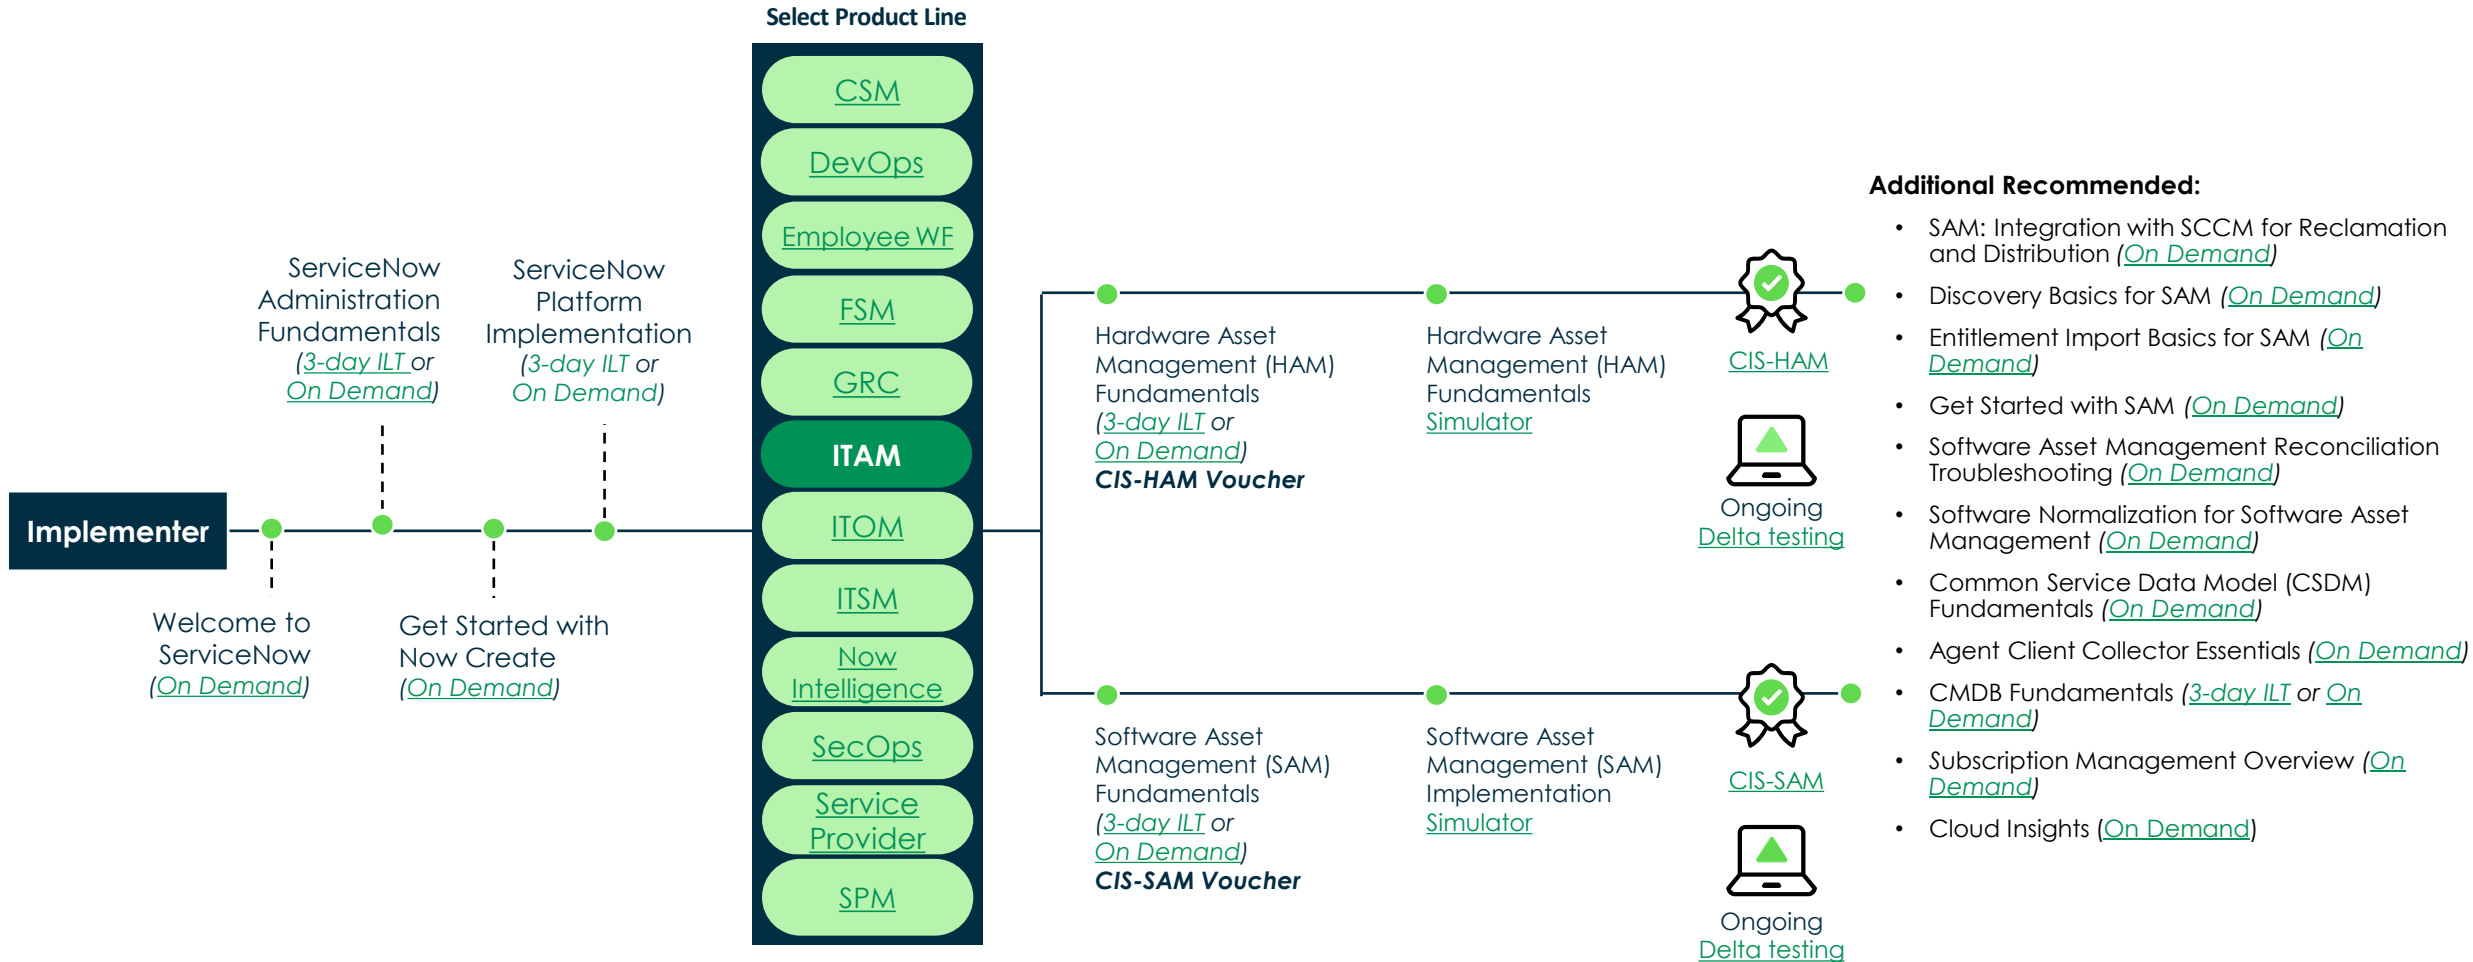 Select Product Line
CSM
DevOps
Employee WF
FSM
GRC
ITAM
ITOM
ITSM
Now
Intelligence
SecOps
Service
Provider
SPM
Implementer
Welcome to
ServiceNow
(On Demand)
ServiceNow
Administration
Fundamentals
(3-day ILT or
On Demand)
Get Started with
Now Create
(On Demand)
ServiceNow
Platform
Implementation
(3-day ILT or
On Demand)
Hardware Asset
Management (HAM)
Fundamentals
(3-day ILT or
On Demand)
CIS-HAM Voucher
Hardware Asset
Management (HAM)
Fundamentals
Simulator
CIS-HAM
Ongoing
Delta testing
Software Asset
Management (SAM)
Fundamentals
(3-day ILT or
On Demand)
CIS-SAM Voucher
Software Asset
Management (SAM)
Implementation
Simulator
CIS-SAM
Ongoing
Delta testing
Additional Recommended:
• SAM: Integration with SCCM for Reclamation
and Distribution (On Demand)
• Discovery Basics for SAM (On Demand)
• Entitlement Import Basics for SAM (On
Demand)
• Get Started with SAM (On Demand)
• Software Asset Management Reconciliation
Troubleshooting (On Demand)
• Software Normalization for Software Asset
Management (On Demand)
• Common Service Data Model (CSDM)
Fundamentals (On Demand)
• Agent Client Collector Essentials (On Demand)
• CMDB Fundamentals (3-day ILT or On
Demand)
• Subscription Management Overview (On
Demand)
• Cloud Insights (On Demand)